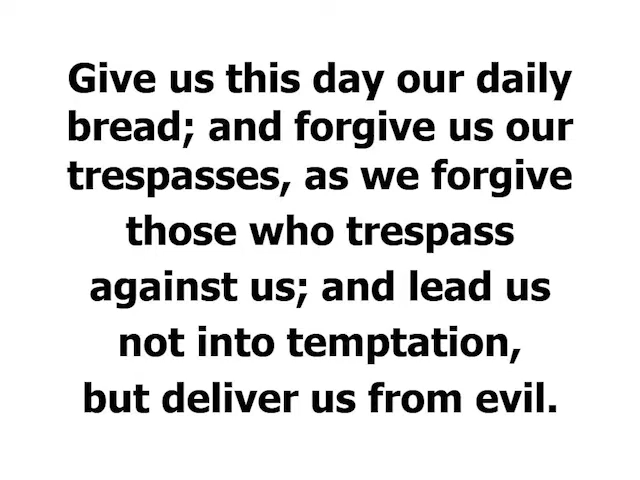 Give us this day our daily
bread; and forgive us our
trespasses, as we forgive
those who trespass
against us; and lead us
not into temptation,
but deliver us from evil.